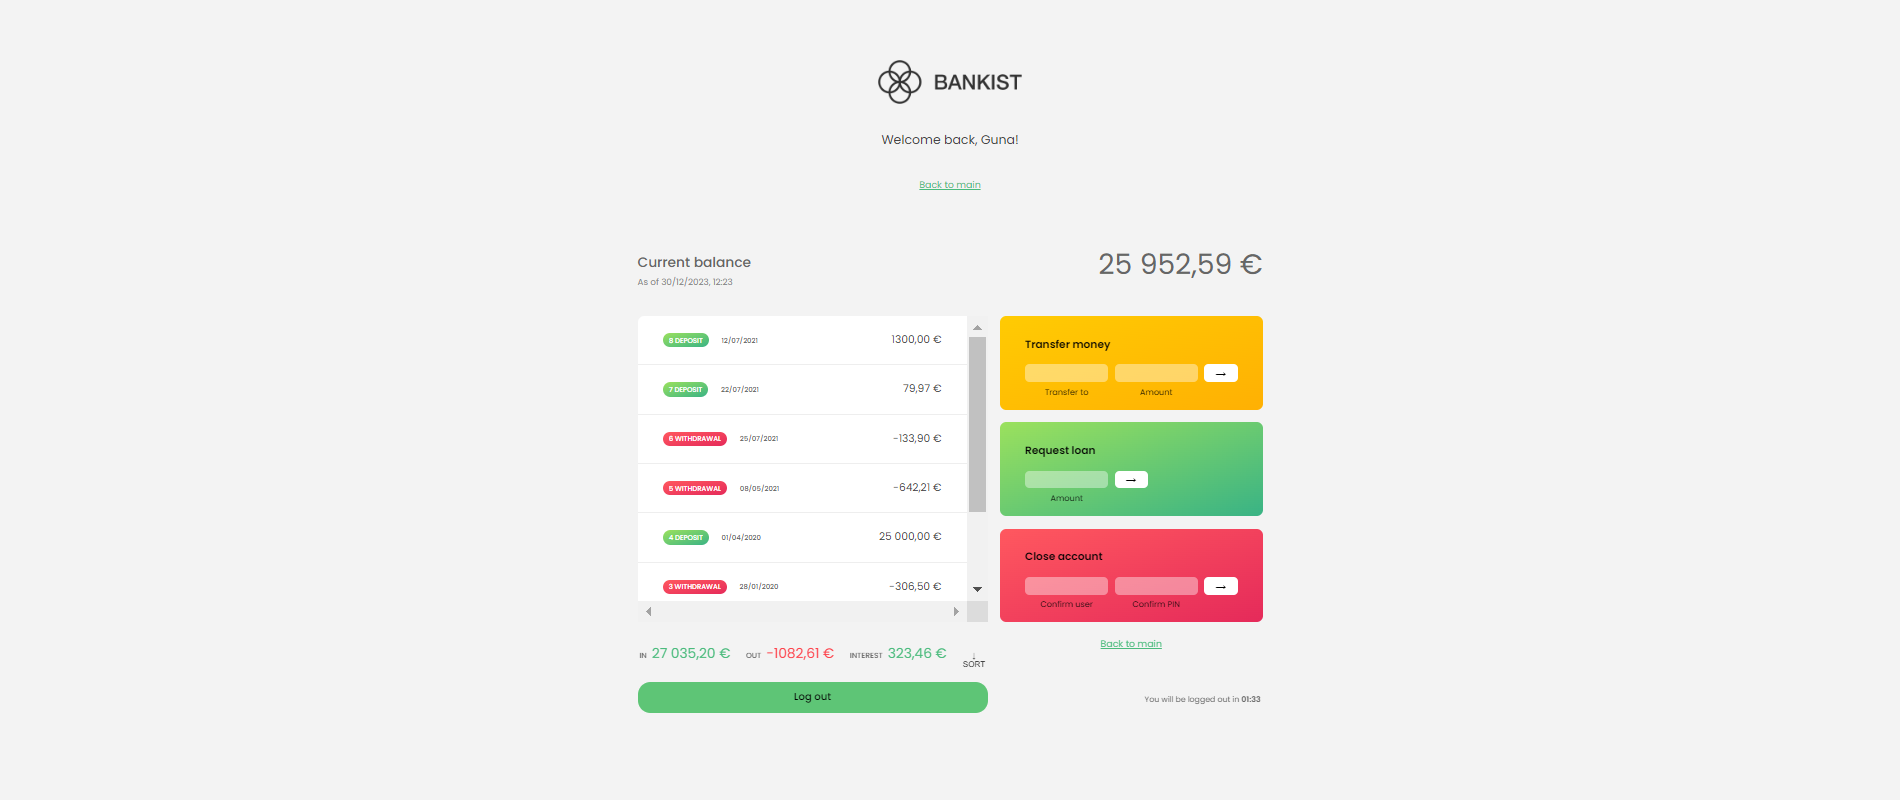 BANKIST
Welcome back, Guna!
Back to main
Current balance
As of 30/12/2023, 12:23
25 952,59 €
8 DEPOSIT 12/07/2021 1300,00 €
7 DEPOSIT 22/07/2021 79,97 €
6 WITHDRAWAL 25/07/2021 -133,90 €
5 WITHDRAWAL 08/05/2021 -642,21 €
4 DEPOSIT 01/04/2020 25 000,00 €
3 WITHDRAWAL 28/01/2020 -306,50 €
IN 27 035,20 € OUT -1082,61 € INTEREST 323,46 € ↓ SORT
Log out
Transfer money
→
Transfer to Amount
Request loan
→
Amount
Close account
→
Confirm user Confirm PIN
Back to main
You will be logged out in 01:33